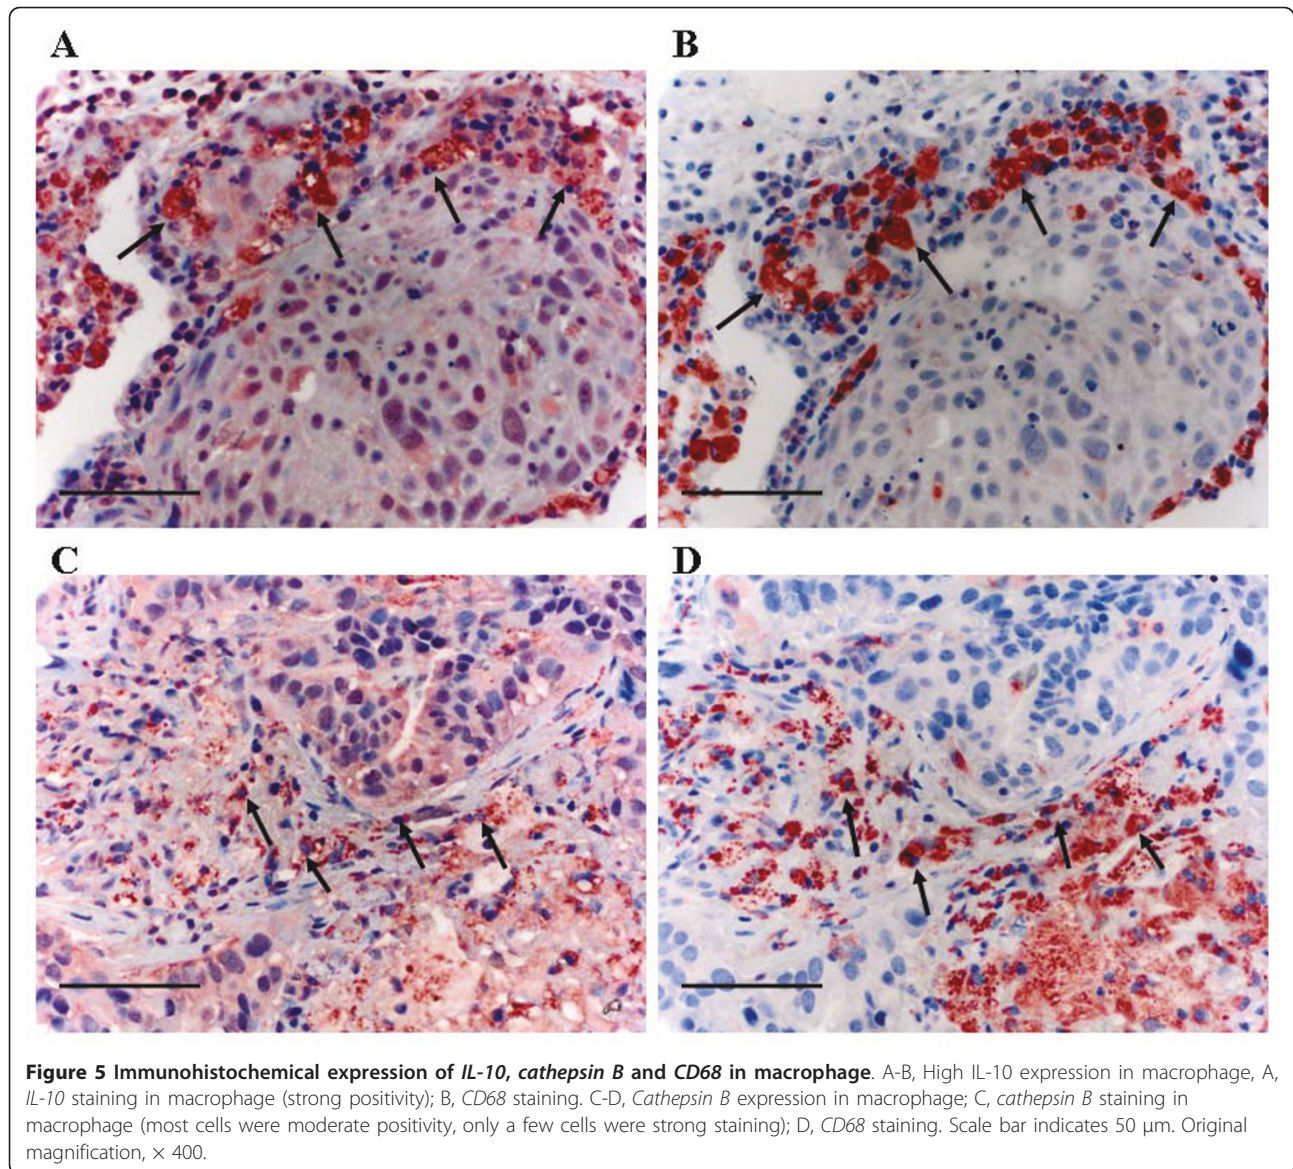 A
B
C
D
Figure 5 Immunohistochemical expression of IL-10, cathepsin B and CD68 in macrophage. A-B, High IL-10 expression in macrophage, A,
IL-10 staining in macrophage (strong positivity); B, CD68 staining. C-D, Cathepsin B expression in macrophage; C, cathepsin B staining in
macrophage (most cells were moderate positivity, only a few cells were strong staining); D, CD68 staining. Scale bar indicates 50 μm. Original
magnification, × 400.